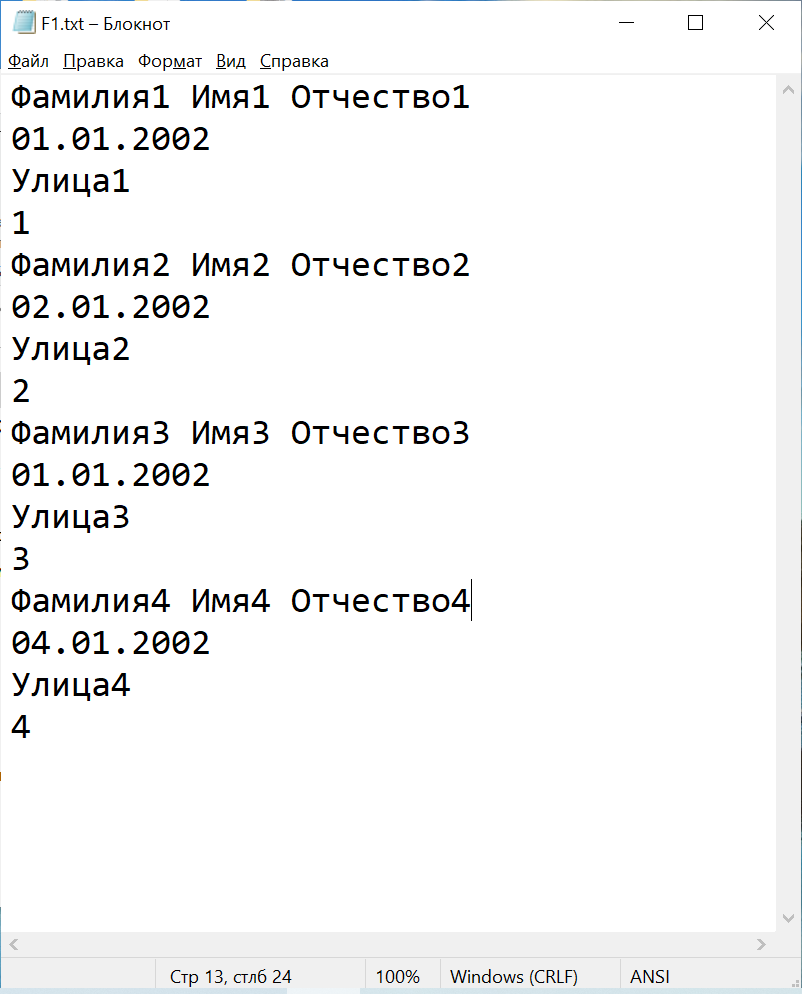 F1.txt – Блокнот
Файл Правка Формат Вид Справка
Фамилия1 Имя1 Отчество1
01.01.2002
Улица1
1
Фамилия2 Имя2 Отчество2
02.01.2002
Улица2
2
Фамилия3 Имя3 Отчество3
01.01.2002
Улица3
3
Фамилия4 Имя4 Отчество4
04.01.2002
Улица4
4
Стр 13, стлб 24 100% Windows (CRLF) ANSI